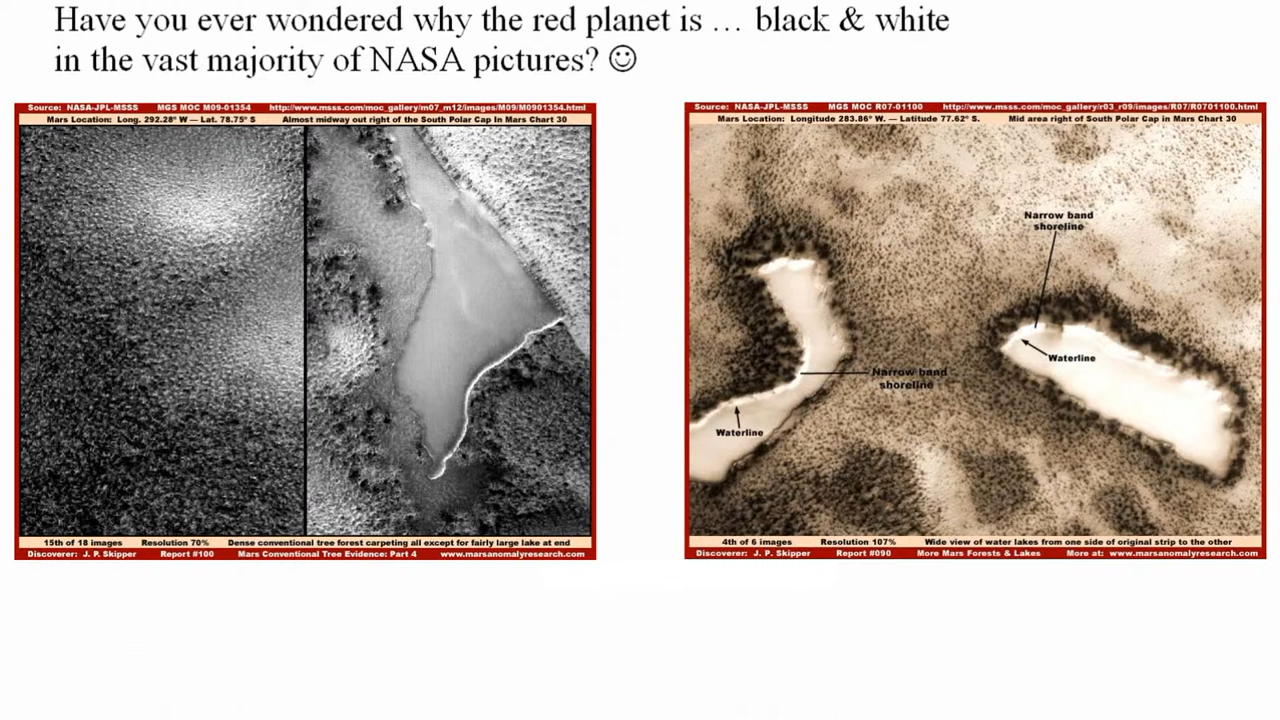 Have you ever wondered why the red planet is … black & white
in the vast majority of NASA pictures? ☺
Source: NASA-JPL-MSSS MGS MOC M09-01354 http://www.msss.com/moc_gallery/m07_m12/images/M09/M0901354.html
Mars Location: Long. 292.28° W — Lat. 78.75° S Almost midway out right of the South Polar Cap In Mars Chart 30
15th of 18 images Resolution 70% Dense conventional tree forest carpeting all except for fairly large lake at end
Discoverer: J. P. Skipper Report #100 Mars Conventional Tree Evidence: Part 4 www.marsanomalyresearch.com
Source: NASA-JPL-MSSS MGS MOC R07-01100 http://www.msss.com/moc_gallery/r03_r09/images/R07/R0701100.html
Mars Location: Longitude 283.86° W. — Latitude 77.62° S. Mid area right of South Polar Cap in Mars Chart 30
Narrow band
shoreline
Waterline
Narrow band
shoreline
Waterline
4th of 6 images Resolution 107% Wide view of water lakes from one side of original strip to the other
Discoverer: J. P. Skipper Report #090 More Mars Forests & Lakes More at: www.marsanomalyresearch.com